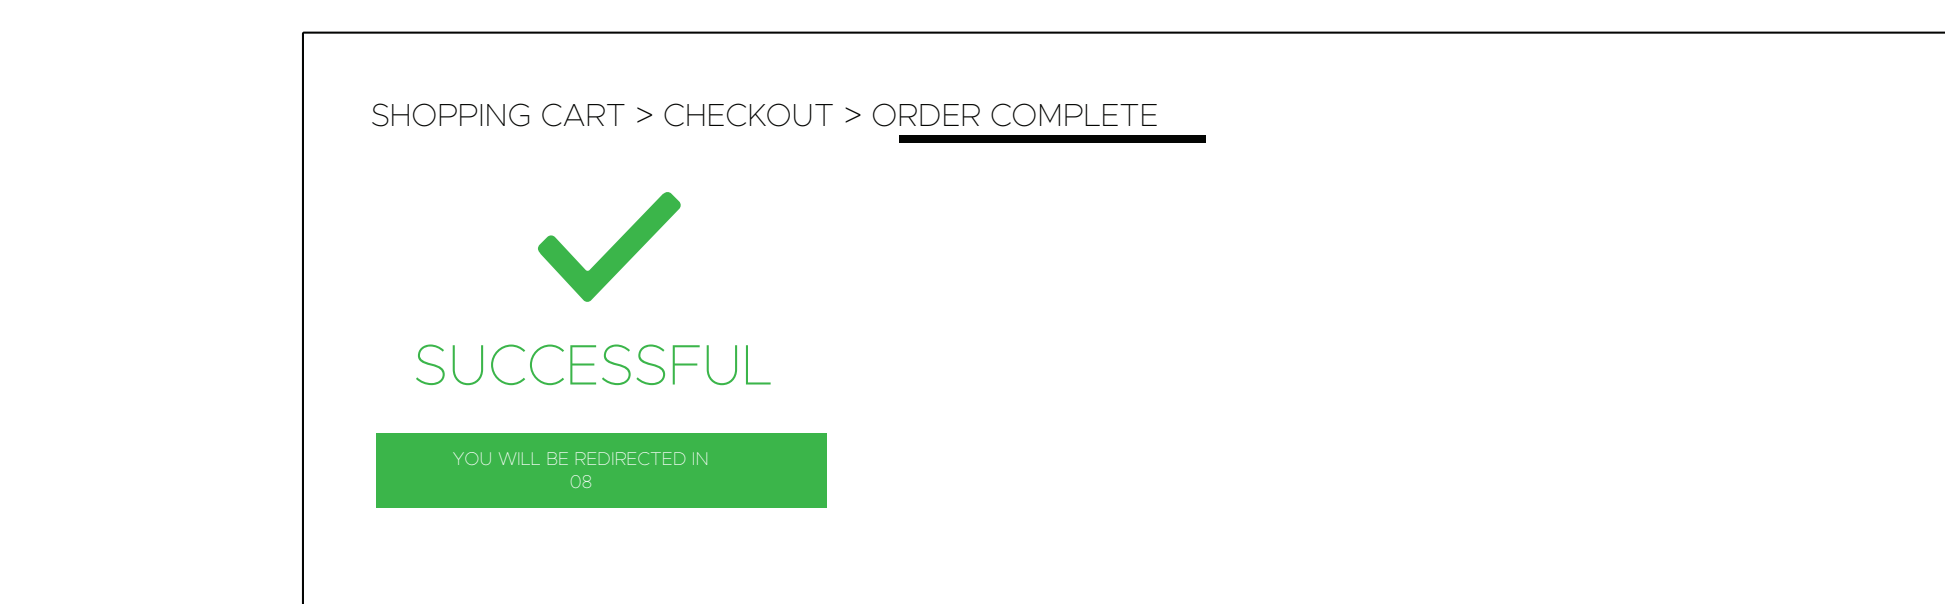 SHOPPING CART > CHECKOUT > ORDER COMPLETE
SUCCESSFUL
YOU WILL BE REDIRECTED IN
08